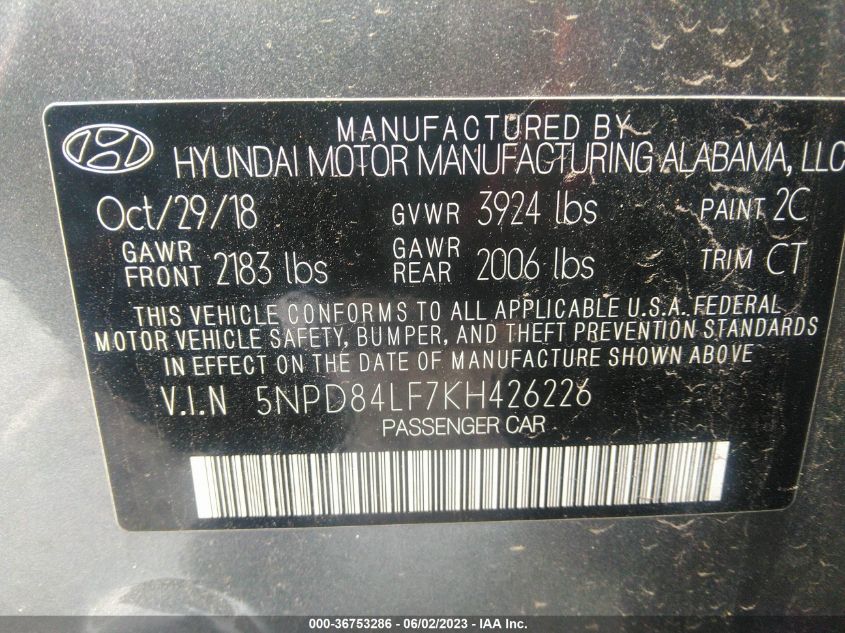 MANUFACTURED BY
HYUNDAI MOTOR MANUFACTURING ALABAMA, LLC
Oct/29/18 GVWR 3924 lbs PAINT 2C
GAWR FRONT 2183 lbs GAWR REAR 2006 lbs TRIM CT
THIS VEHICLE CONFORMS TO ALL APPLICABLE U.S.A. FEDERAL
MOTOR VEHICLE SAFETY, BUMPER, AND THEFT PREVENTION STANDARDS
IN EFFECT ON THE DATE OF MANUFACTURE SHOWN ABOVE
V.I.N 5NPD84LF7KH426226
PASSENGER CAR
000-36753286 - 06/02/2023 - IAA Inc.